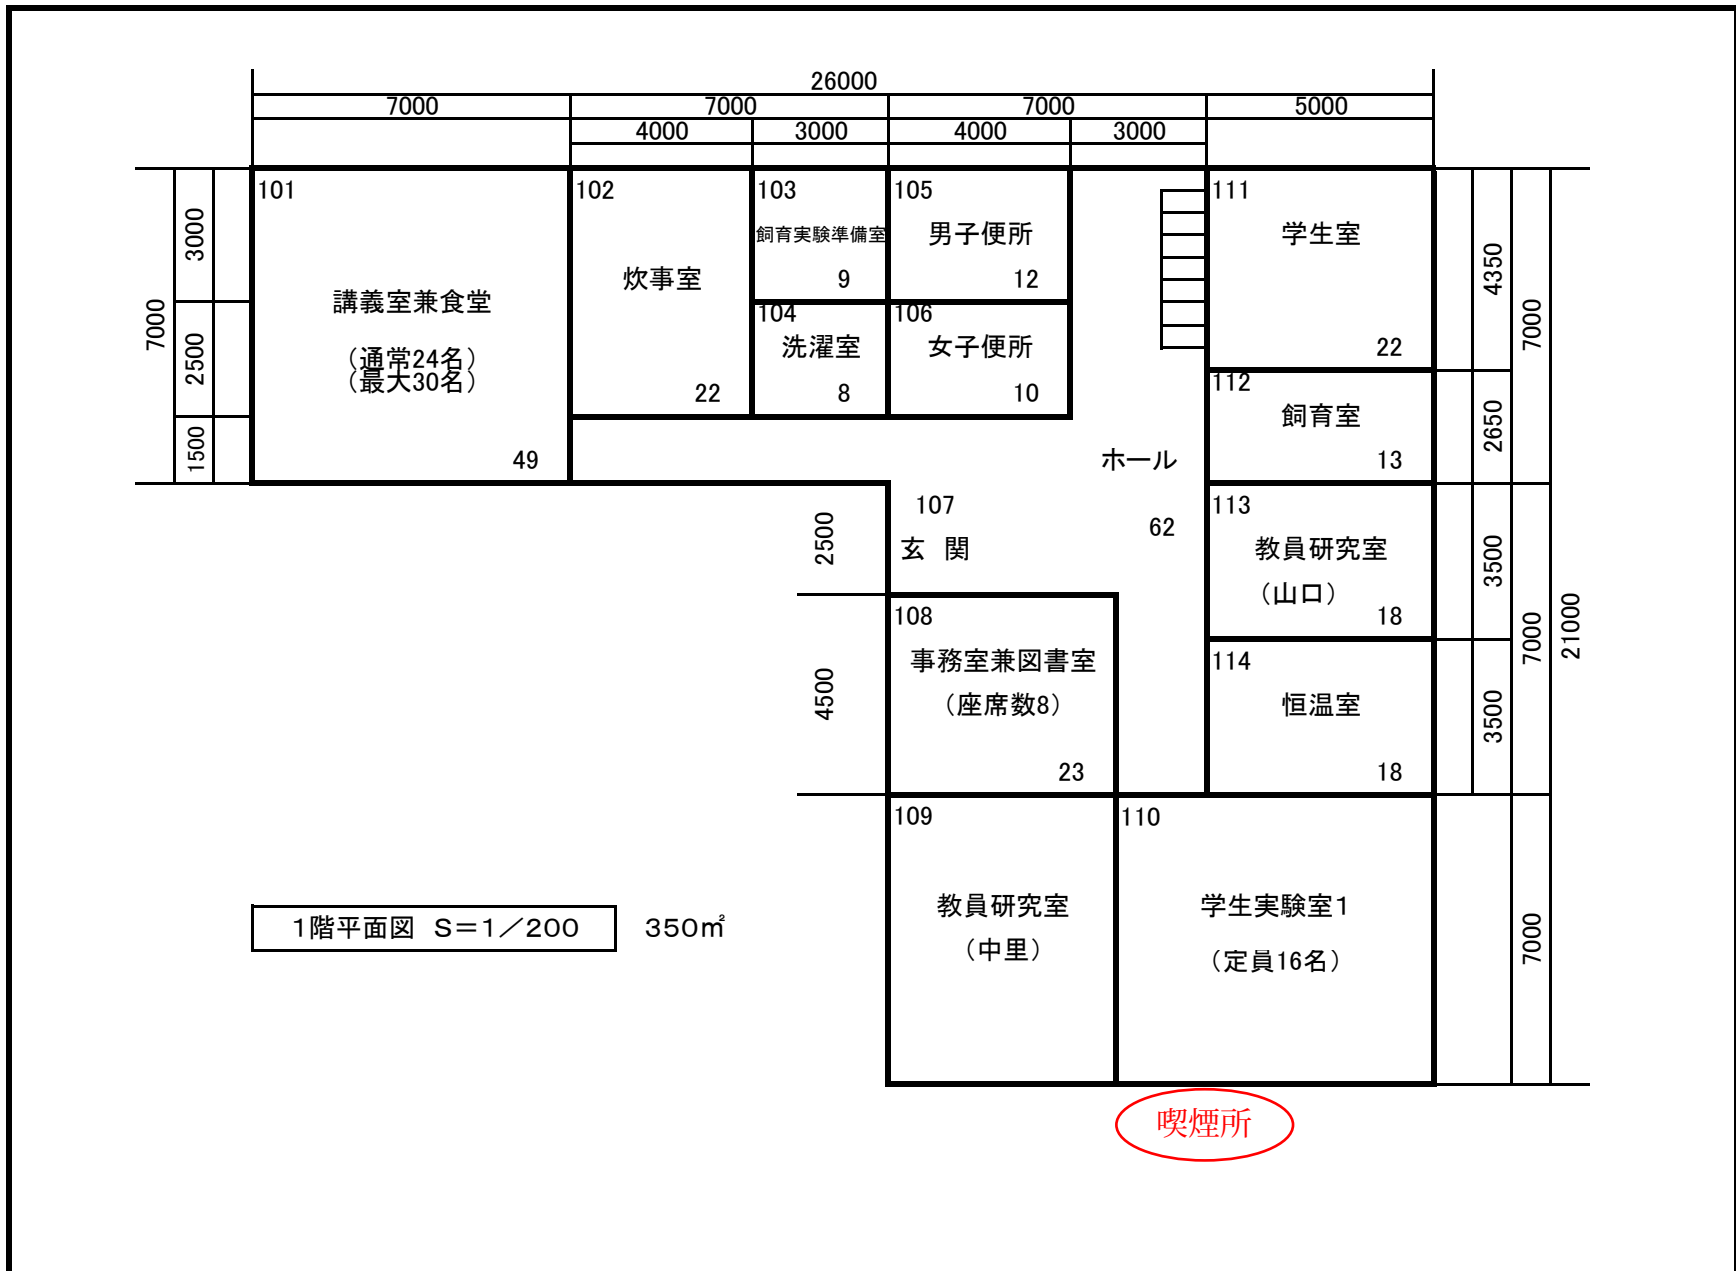 26000
7000 7000 7000 5000
4000 3000 4000 3000
7000
3000
2500
1500
101
講義室兼食堂
（通常24名）
（最大30名）
49
102
炊事室
22
103
飼育実験準備室
9
104
洗濯室
8
105
男子便所
12
106
女子便所
10
ホール
62
107
玄 関
2500
4500
108
事務室兼図書室
（座席数8）
23
109
教員研究室
（中里）
110
学生実験室1
（定員16名）
111
学生室
22
112
飼育室
13
113
教員研究室
（山口）
18
114
恒温室
18
4350
2650
3500
3500
7000
7000
7000
21000
1階平面図 S＝1／200 350㎡
喫煙所